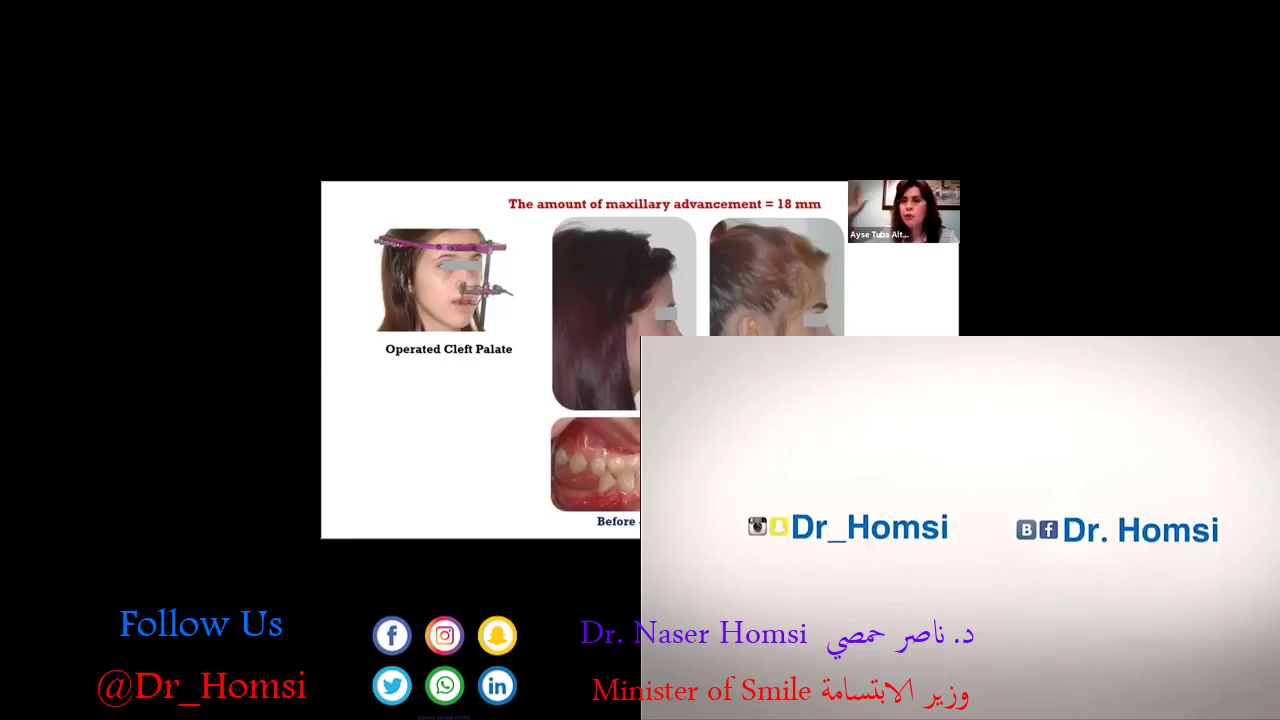 The amount of maxillary advancement = 18 mm
Ayse Tuba Alt...
Operated Cleft Palate
Before
Dr_Homsi
Dr. Homsi
Follow Us
@Dr_Homsi
Dr. Naser Homsi د. ناصر حمصي
Minister of Smile وزير الابتسامة